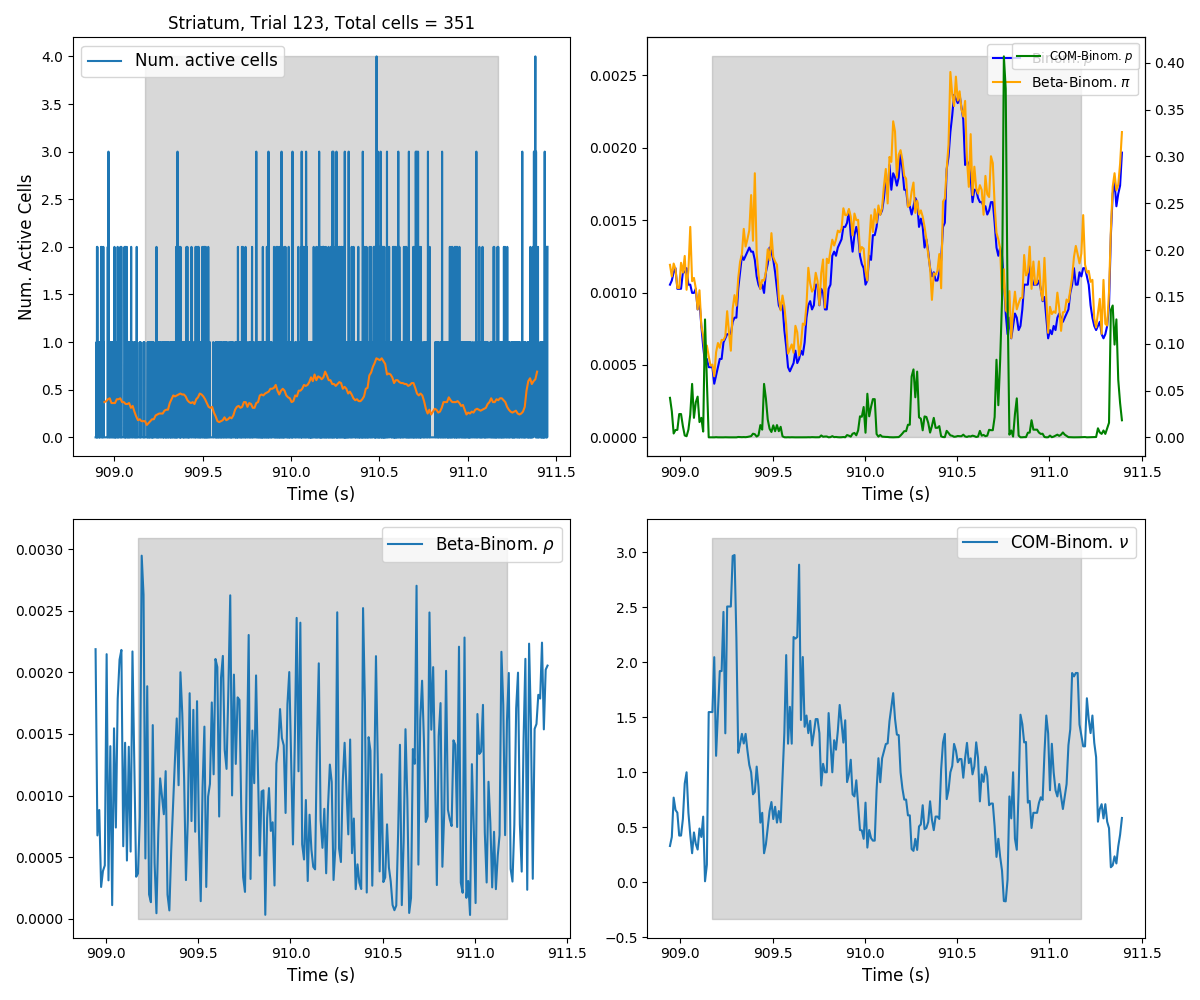 Striatum, Trial 123, Total cells = 351
Num. active cells
Num. Active Cells
4.0
3.5
3.0
2.5
2.0
1.5
1.0
0.5
0.0
909.0 909.5 910.0 910.5 911.0 911.5
Time (s)
COM-Binom. p
Beta-Binom. π
0.0025
0.0020
0.0015
0.0010
0.0005
0.0000
0.40
0.35
0.30
0.25
0.20
0.15
0.10
0.05
0.00
909.0 909.5 910.0 910.5 911.0 911.5
Time (s)
Beta-Binom. ρ
0.0030
0.0025
0.0020
0.0015
0.0010
0.0005
0.0000
909.0 909.5 910.0 910.5 911.0 911.5
Time (s)
COM-Binom. ν
3.0
2.5
2.0
1.5
1.0
0.5
0.0
−0.5
909.0 909.5 910.0 910.5 911.0 911.5
Time (s)